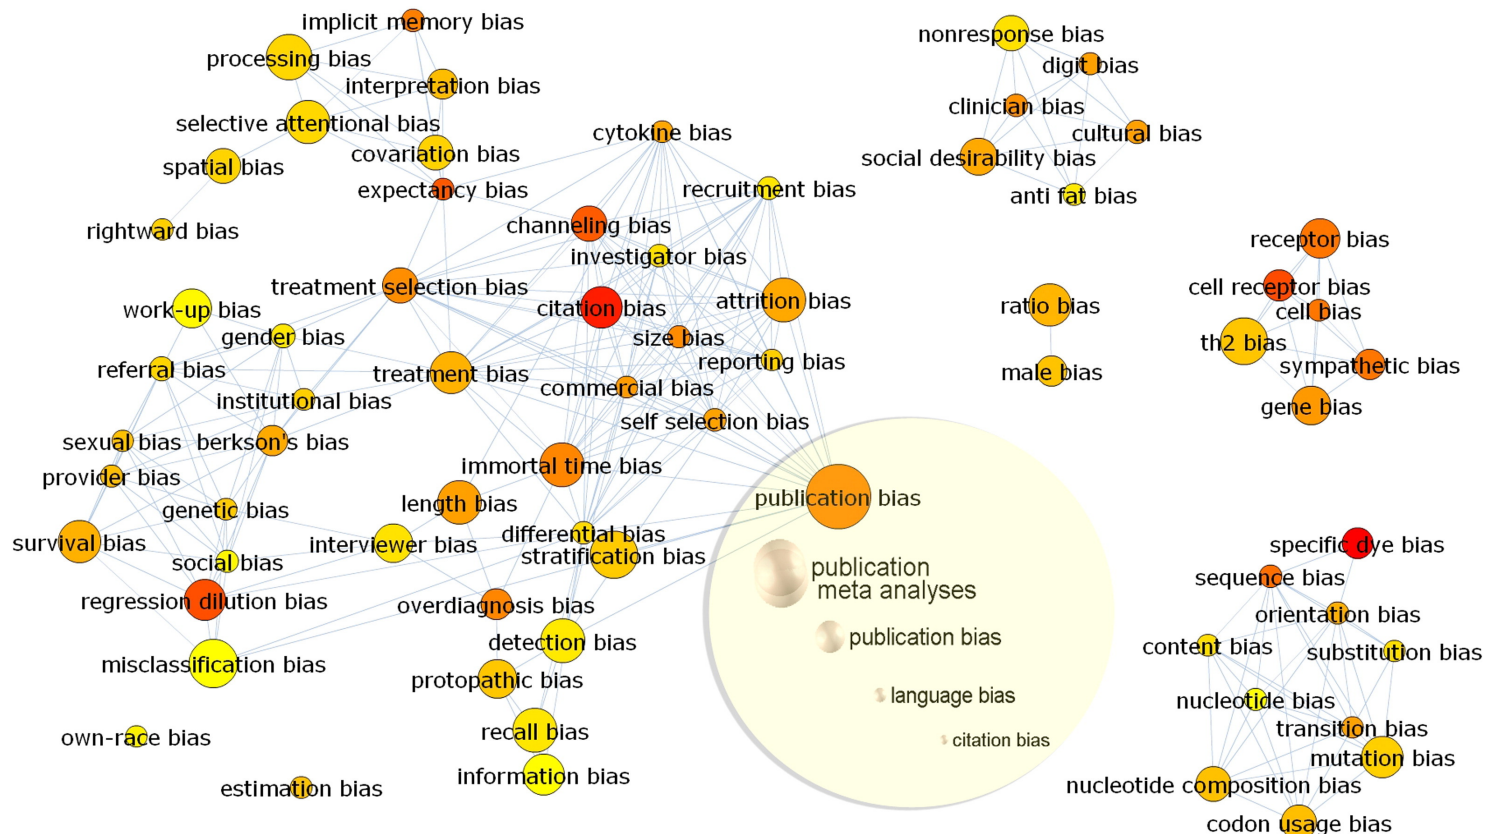 implicit memory bias
processing bias
interpretation bias
selective attentional bias
covariation bias
spatial bias
expectancy bias
rightward bias
nonresponse bias
digit bias
clinician bias
cultural bias
social desirability bias
anti fat bias
cytokine bias
recruitment bias
channeling bias
investigator bias
treatment selection bias
citation bias
attrition bias
size bias
reporting bias
treatment bias
commercial bias
self selection bias
work-up bias
gender bias
referral bias
institutional bias
sexual bias
berkson's bias
provider bias
genetic bias
survival bias
social bias
regression dilution bias
misclassification bias
own-race bias
estimation bias
immortal time bias
length bias
interviewer bias
differential bias
stratification bias
overdiagnosis bias
detection bias
protopathic bias
recall bias
information bias
publication bias
publication
meta analyses
publication bias
language bias
citation bias
ratio bias
male bias
receptor bias
cell receptor bias
cell bias
th2 bias
sympathetic bias
gene bias
specific dye bias
sequence bias
orientation bias
content bias
substitution bias
nucleotide bias
transition bias
mutation bias
nucleotide composition bias
codon usage bias